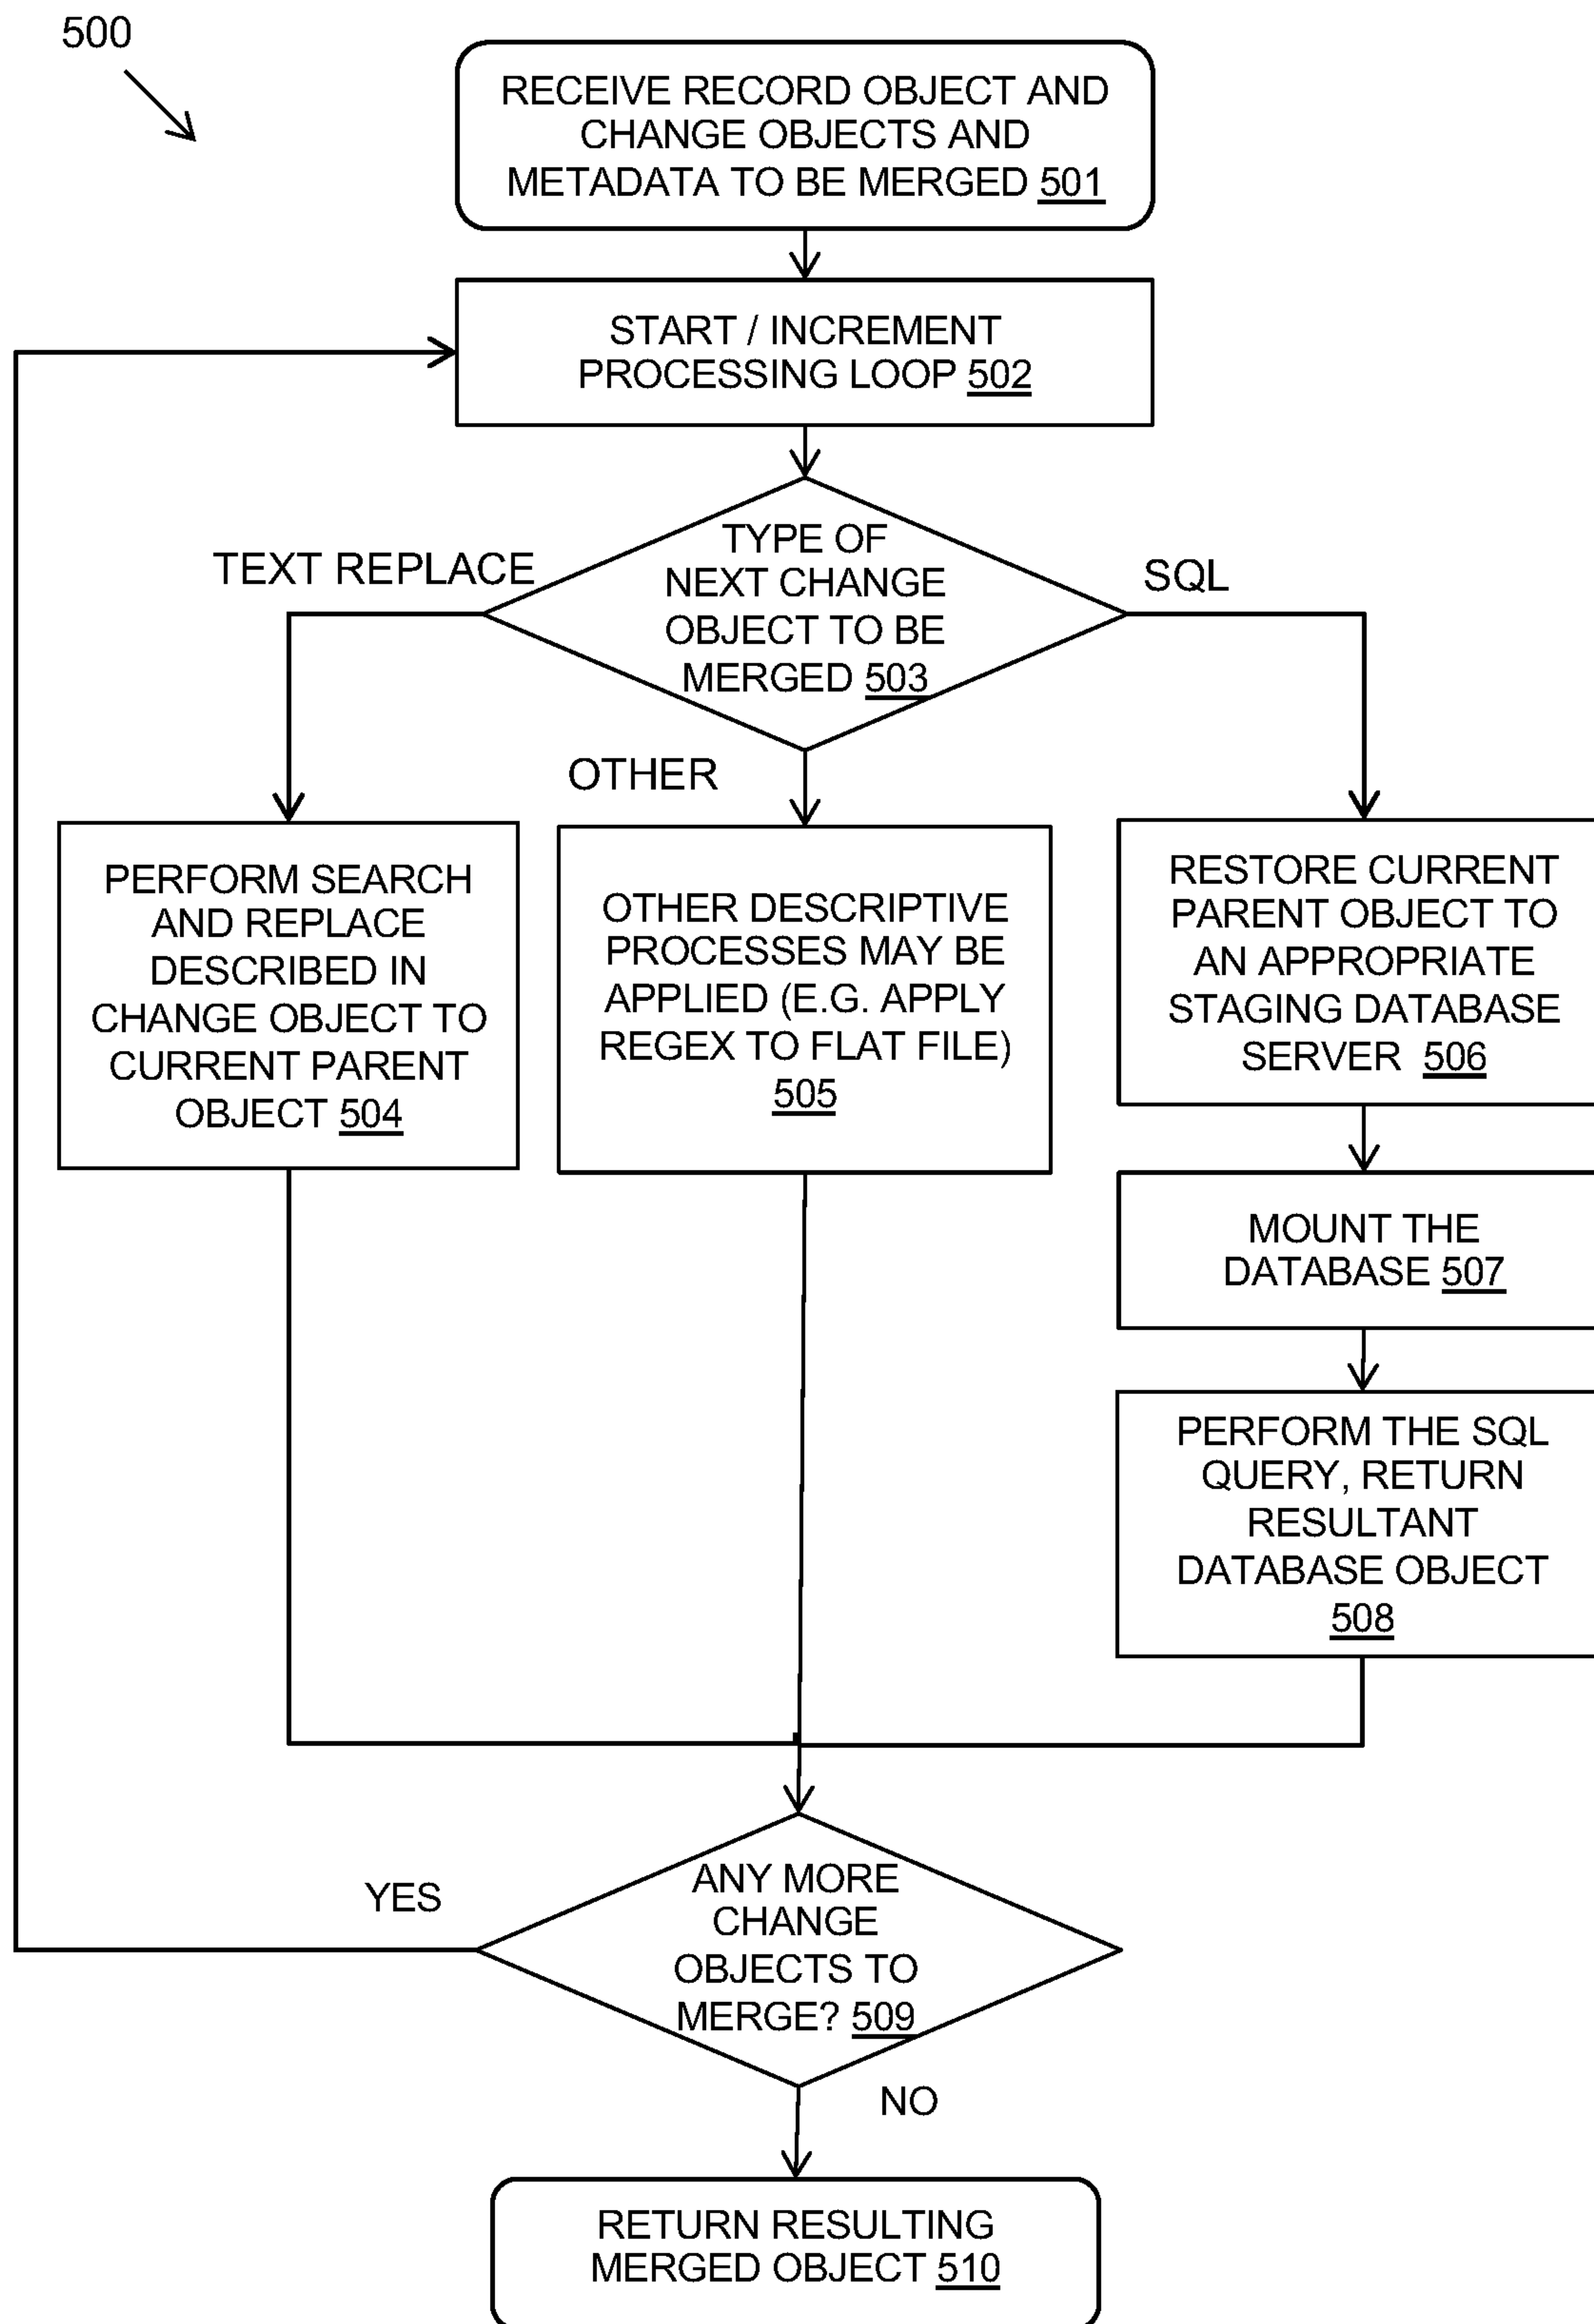 500
RECEIVE RECORD OBJECT AND
CHANGE OBJECTS AND
METADATA TO BE MERGED 501
START / INCREMENT
PROCESSING LOOP 502
TYPE OF
NEXT CHANGE
OBJECT TO BE
MERGED 503
TEXT REPLACE
OTHER
SQL
PERFORM SEARCH
AND REPLACE
DESCRIBED IN
CHANGE OBJECT TO
CURRENT PARENT
OBJECT 504
OTHER DESCRIPTIVE
PROCESSES MAY BE
APPLIED (E.G. APPLY
REGEX TO FLAT FILE)
505
RESTORE CURRENT
PARENT OBJECT TO
AN APPROPRIATE
STAGING DATABASE
SERVER 506
MOUNT THE
DATABASE 507
PERFORM THE SQL
QUERY, RETURN
RESULTANT
DATABASE OBJECT
508
ANY MORE
CHANGE
OBJECTS TO
MERGE? 509
YES
NO
RETURN RESULTING
MERGED OBJECT 510